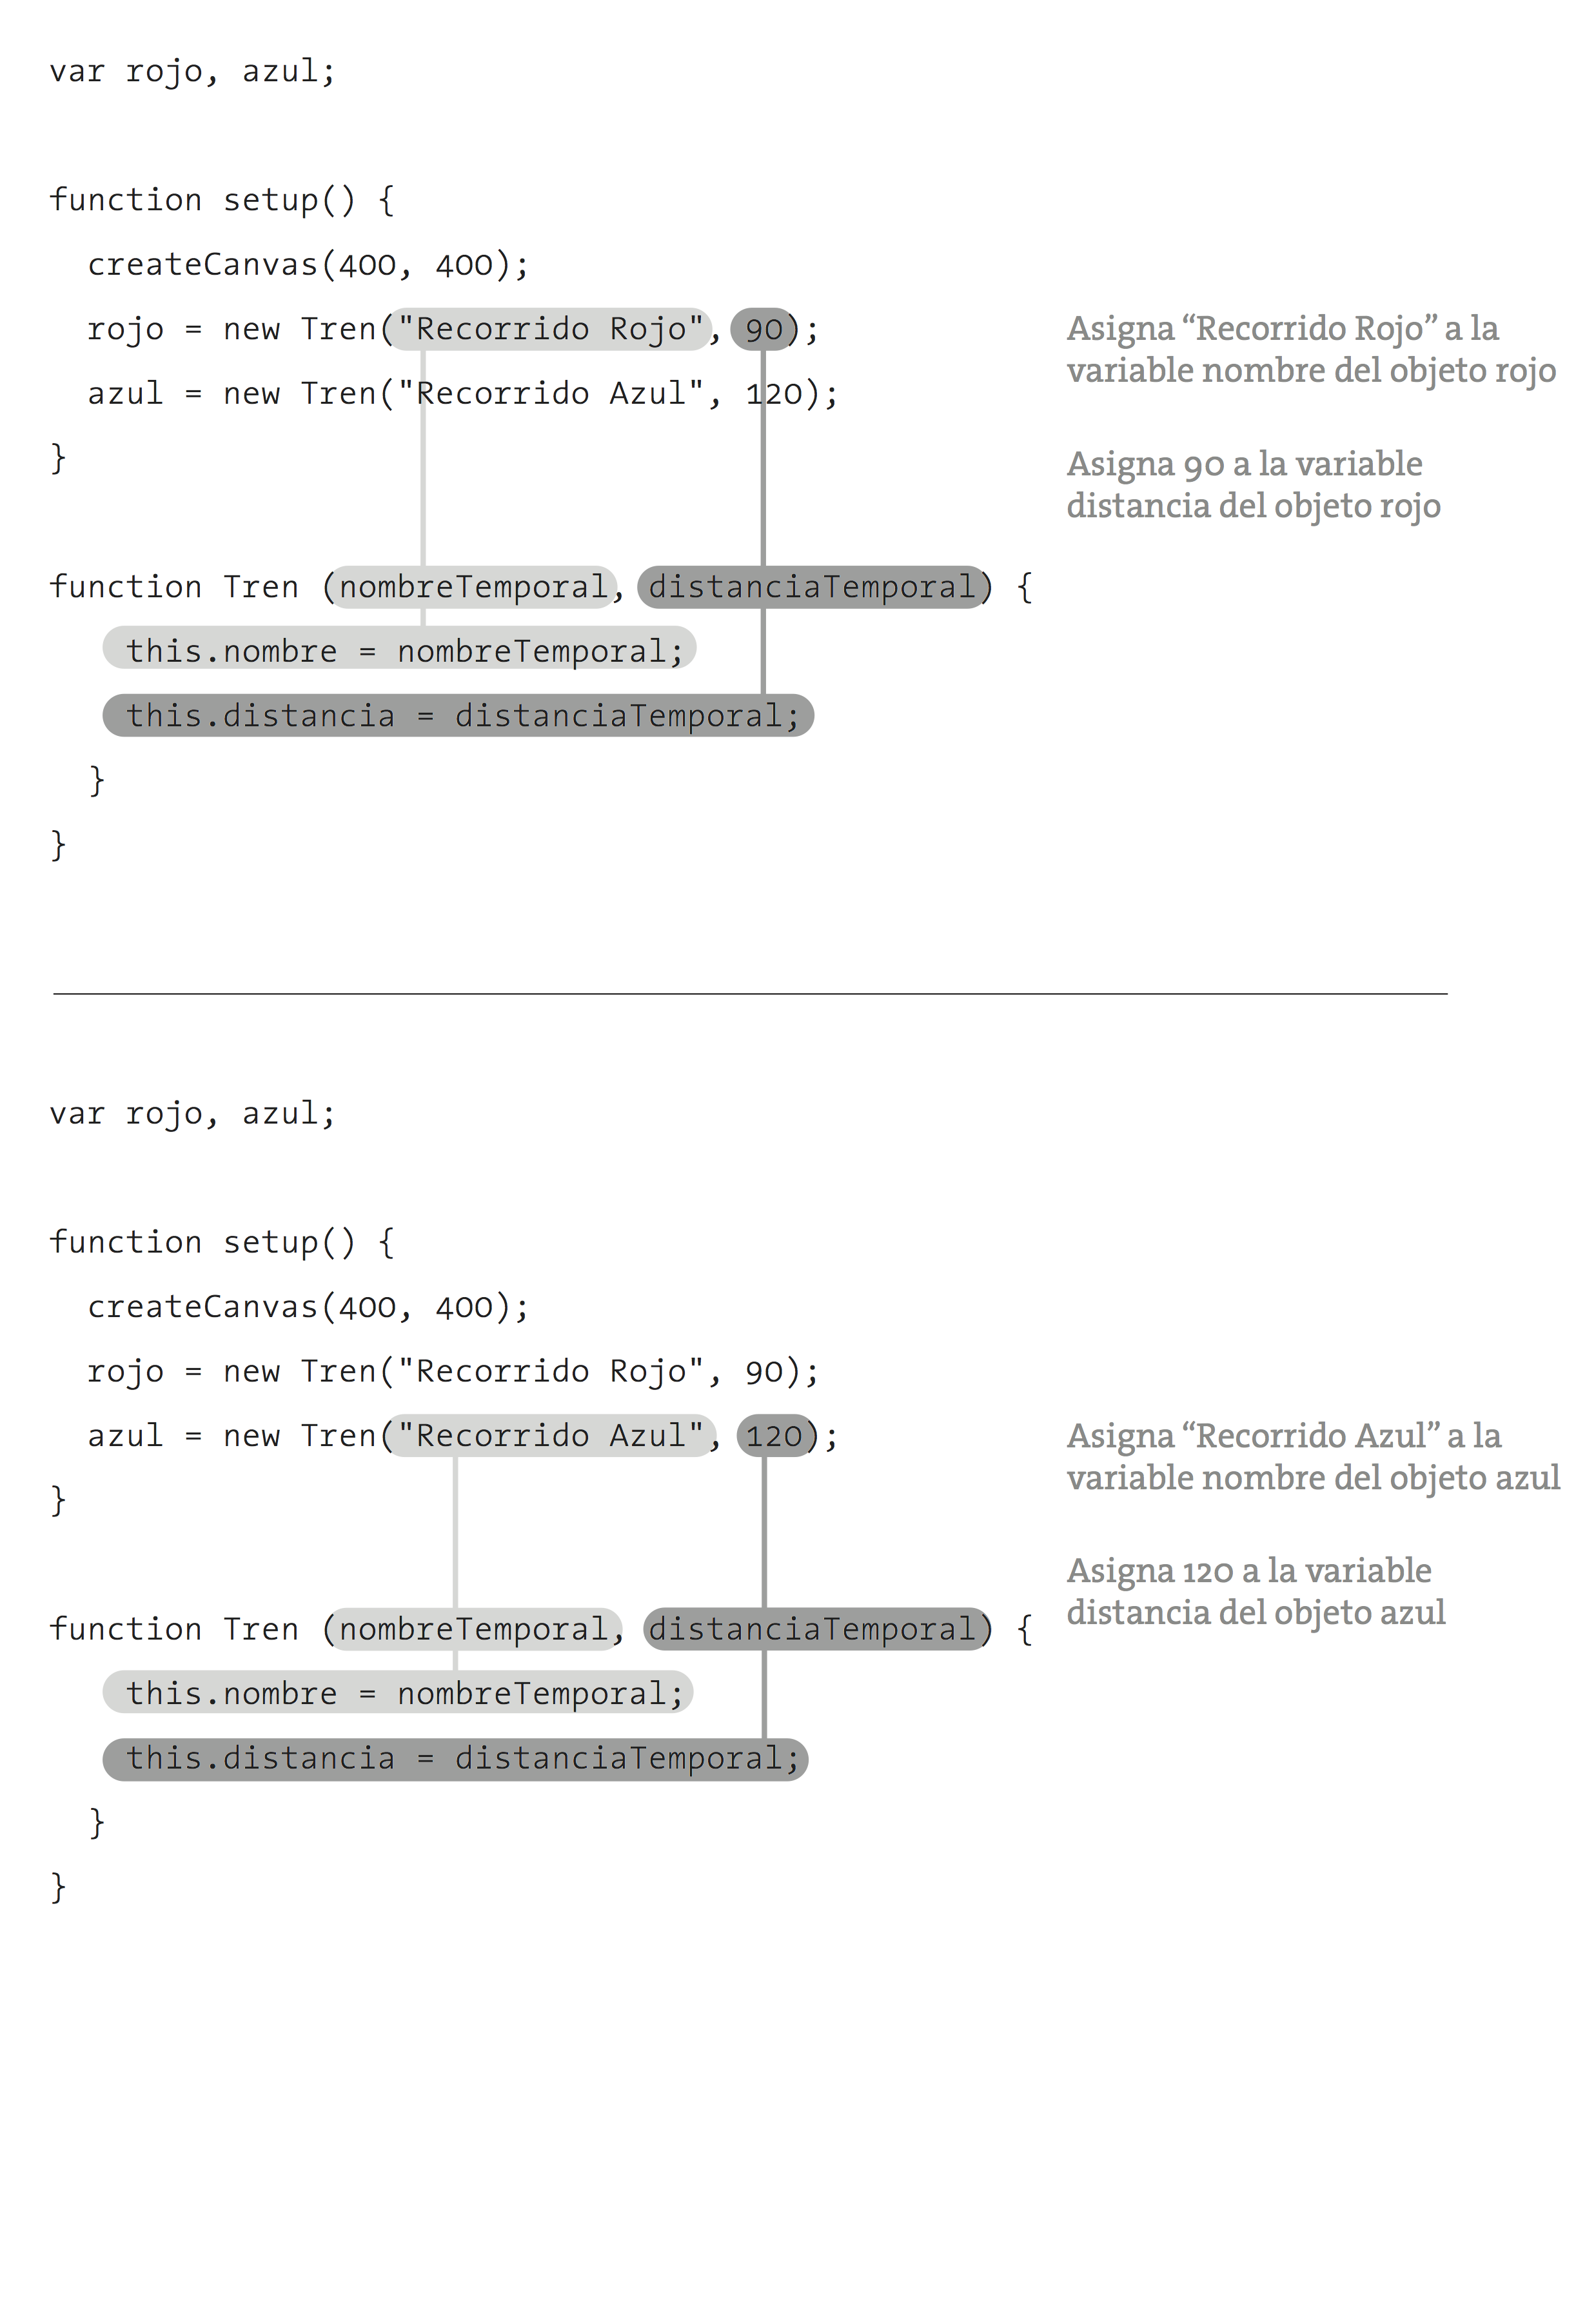 var rojo, azul;
function setup() {
createCanvas(400, 400);
rojo = new Tren("Recorrido Rojo", 90);
azul = new Tren("Recorrido Azul", 120);
}
function Tren (nombreTemporal, distanciaTemporal) {
this.nombre = nombreTemporal;
this.distancia = distanciaTemporal;
}
}
Asigna “Recorrido Rojo” a la
variable nombre del objeto rojo
Asigna 90 a la variable
distancia del objeto rojo
var rojo, azul;
function setup() {
createCanvas(400, 400);
rojo = new Tren("Recorrido Rojo", 90);
azul = new Tren("Recorrido Azul", 120);
}
function Tren (nombreTemporal, distanciaTemporal) {
this.nombre = nombreTemporal;
this.distancia = distanciaTemporal;
}
}
Asigna “Recorrido Azul” a la
variable nombre del objeto azul
Asigna 120 a la variable
distancia del objeto azul